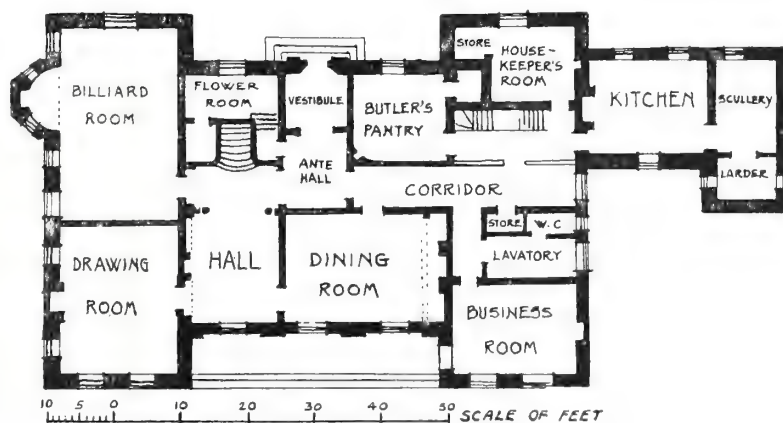 STORE
HOUSE-
KEEPER'S
ROOM
BILLIARD
ROOM
FLOWER
ROOM
VESTIBULE
BUTLER'S
PANTRY
KITCHEN
SCULLERY
ANTE
HALL
CORRIDOR
LARDER
STORE
W.C
LAVATORY
DRAWING
ROOM
HALL
DINING
ROOM
BUSINESS
ROOM
10 5 0 10 20 30 40 50 SCALE OF FEET